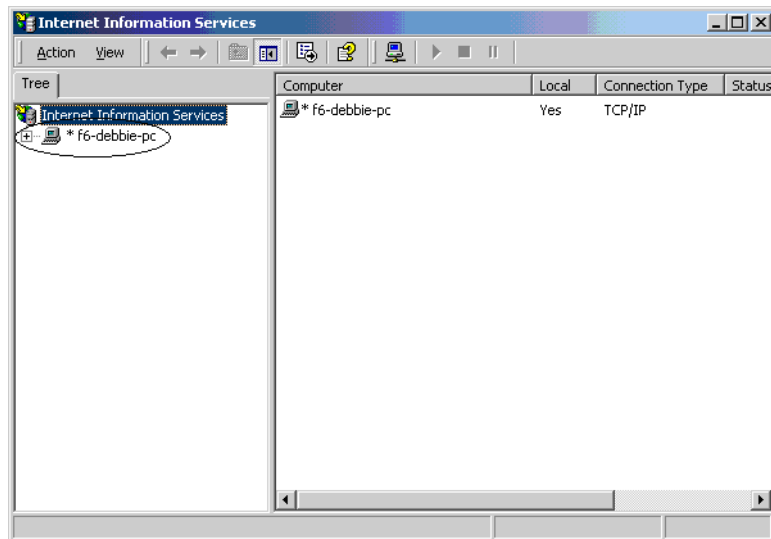 Internet Information Services
Action View
Tree
Computer Local Connection Type Status
Internet Information Services
* f6-debbie-pc
* f6-debbie-pc Yes TCP/IP